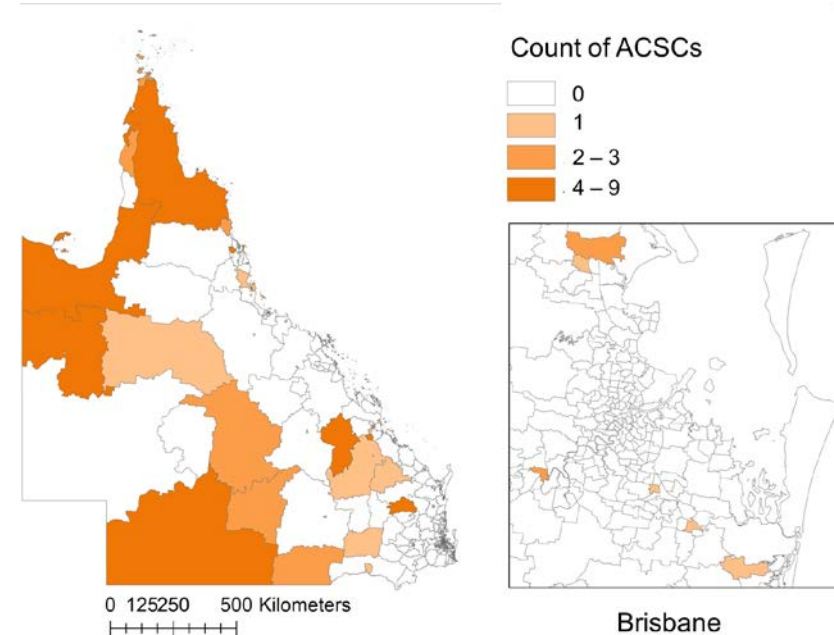 Count of ACSCs
0
1
2 – 3
4 – 9
0 125250 500 Kilometers
Brisbane